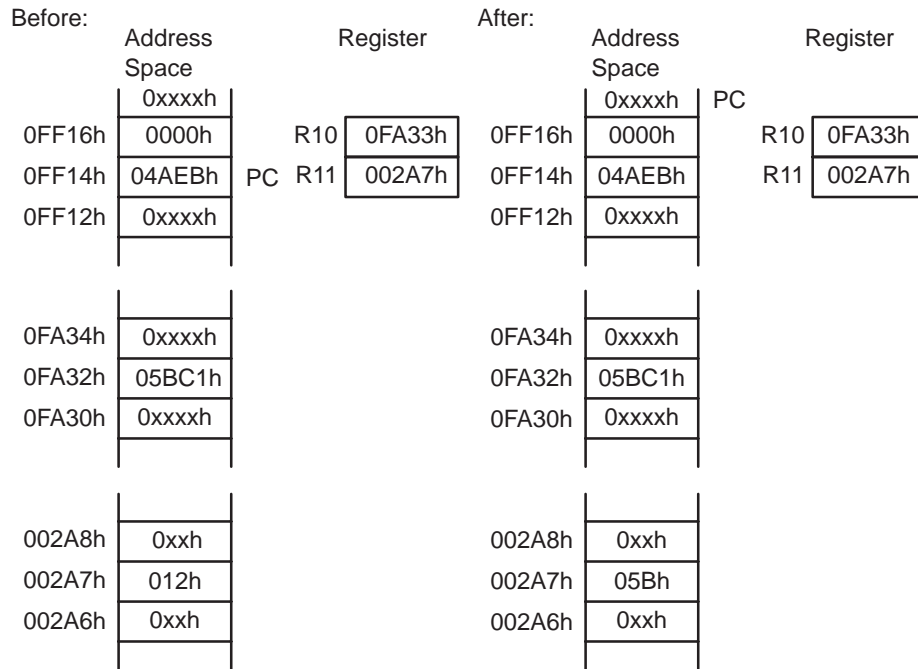 Before:
Address Space
Register
0xxxxh
0FF16h 0000h R10 0FA33h
0FF14h 04AEBh PC R11 002A7h
0FF12h 0xxxxh
0FA34h 0xxxxh
0FA32h 05BC1h
0FA30h 0xxxxh
002A8h 0xxh
002A7h 012h
002A6h 0xxh
After:
Address Space
Register
0xxxxh PC
0FF16h 0000h R10 0FA33h
0FF14h 04AEBh R11 002A7h
0FF12h 0xxxxh
0FA34h 0xxxxh
0FA32h 05BC1h
0FA30h 0xxxxh
002A8h 0xxh
002A7h 05Bh
002A6h 0xxh